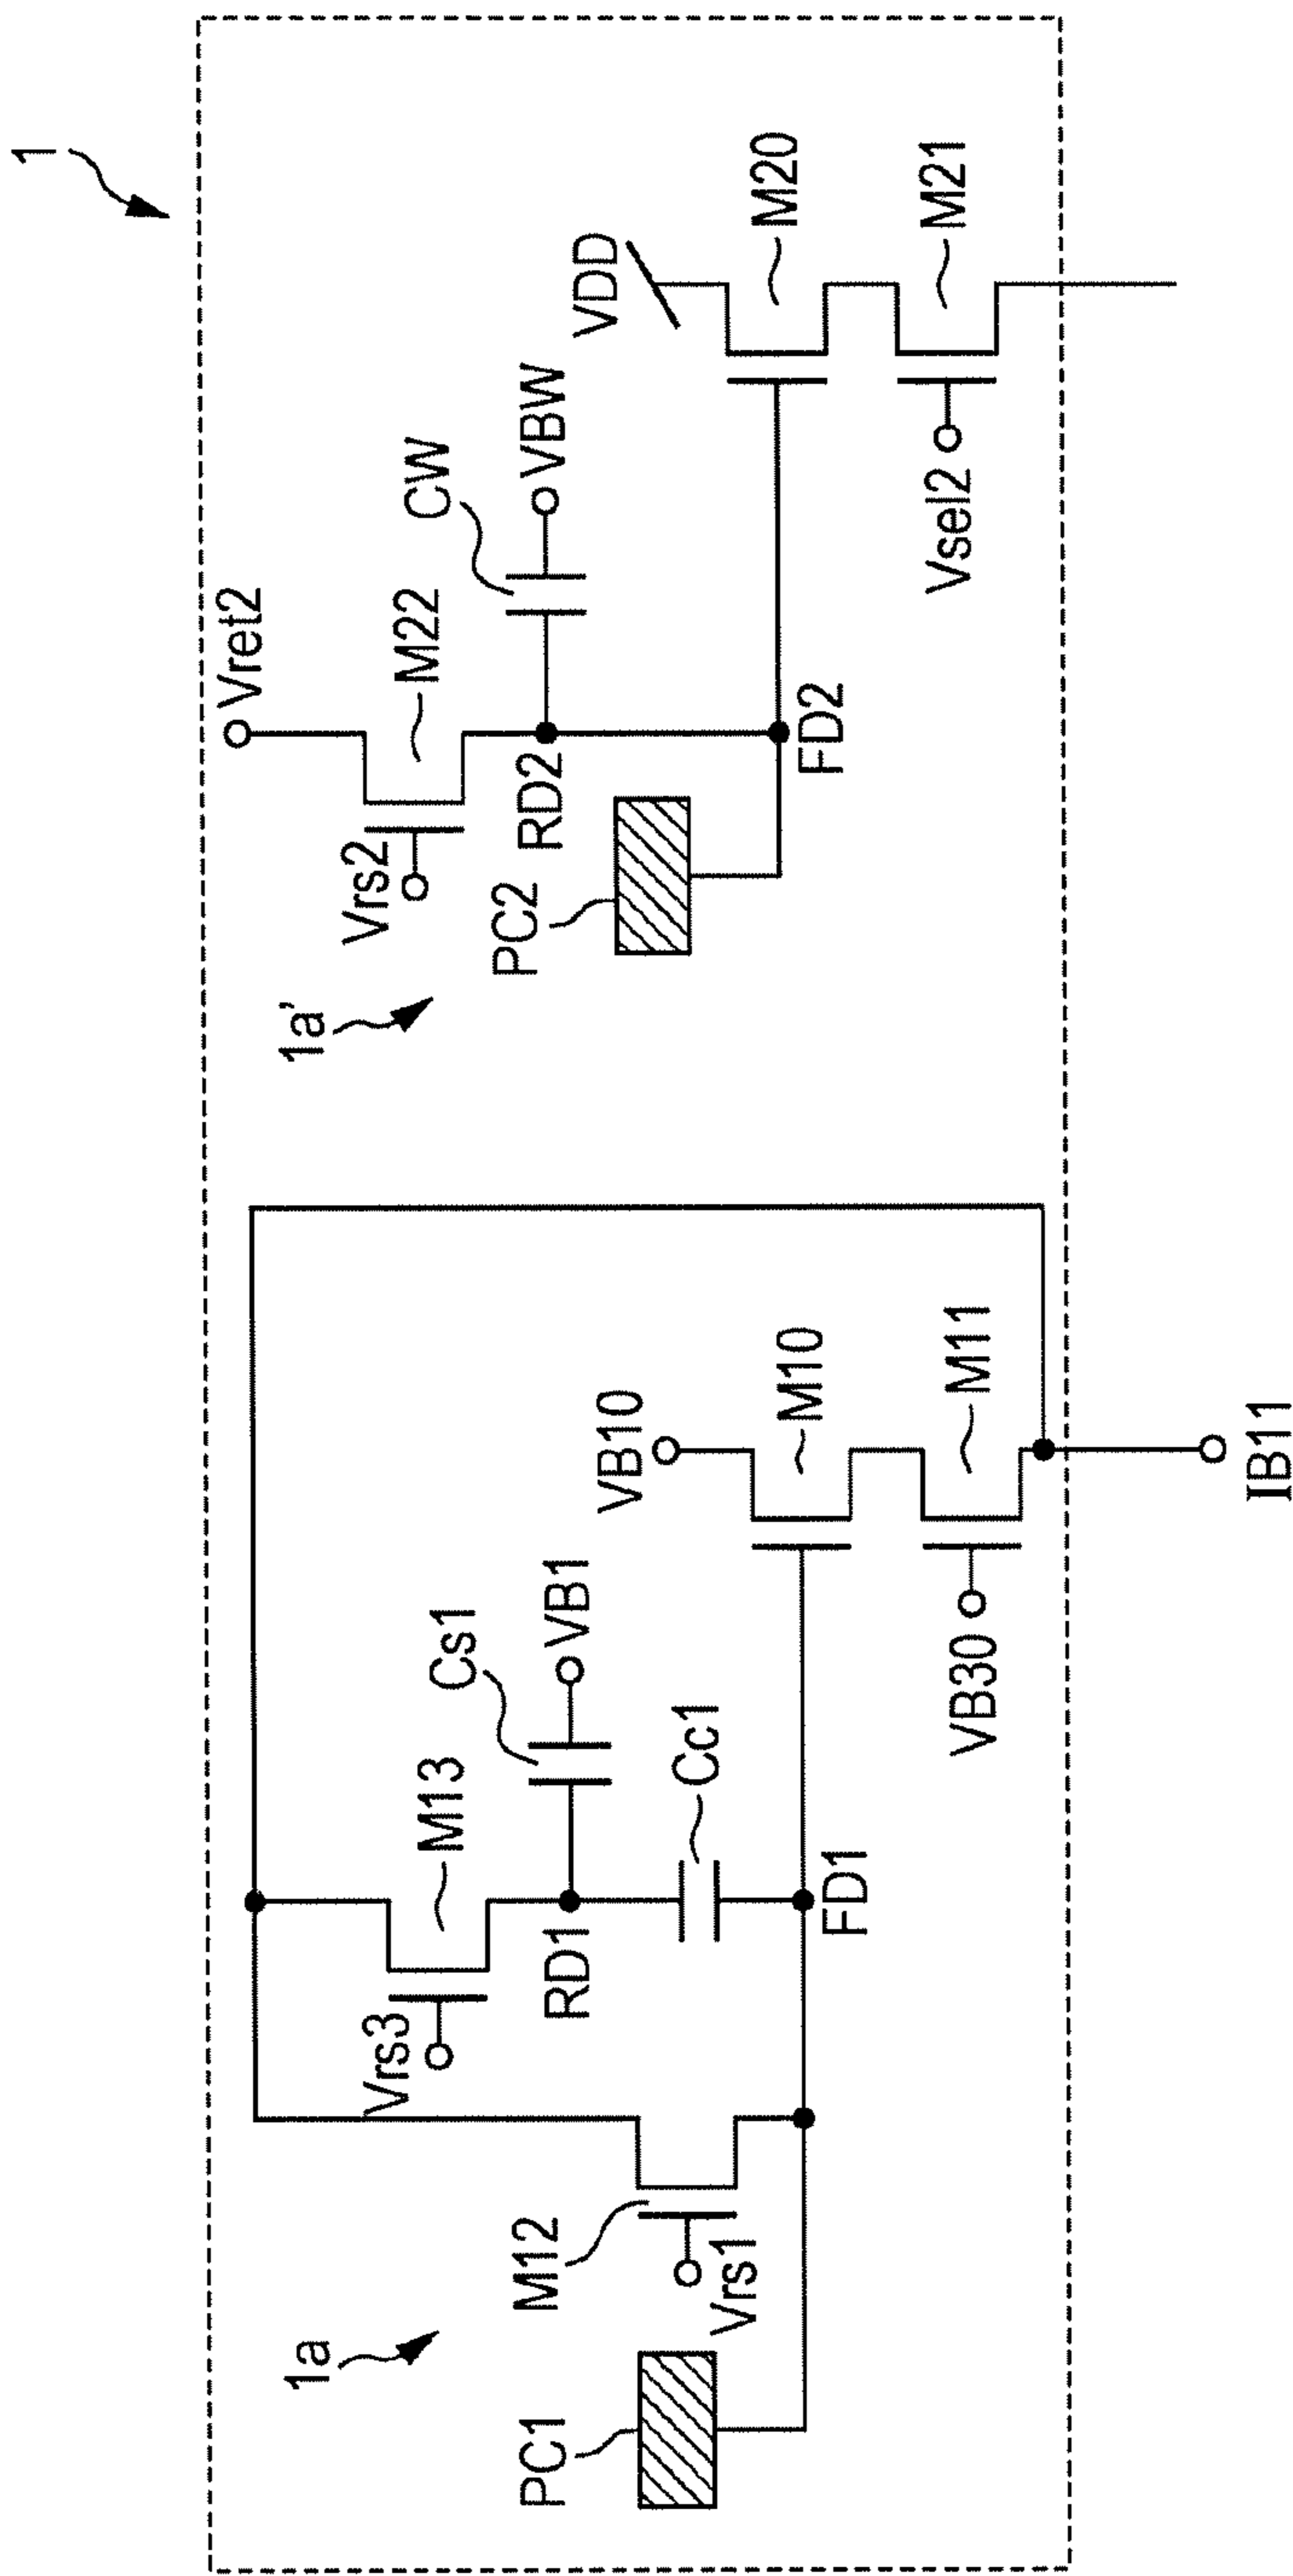 1
1a
PC1
M12
Vrs1
Vrs3
M13
RD1
Cs1
VB1
Cc1
FD1
VB10
M10
M11
VB30
IB11
1a'
Vret2
Vrs2
M22
RD2
CW
VBW
PC2
FD2
VDD
M20
M21
Vsel2